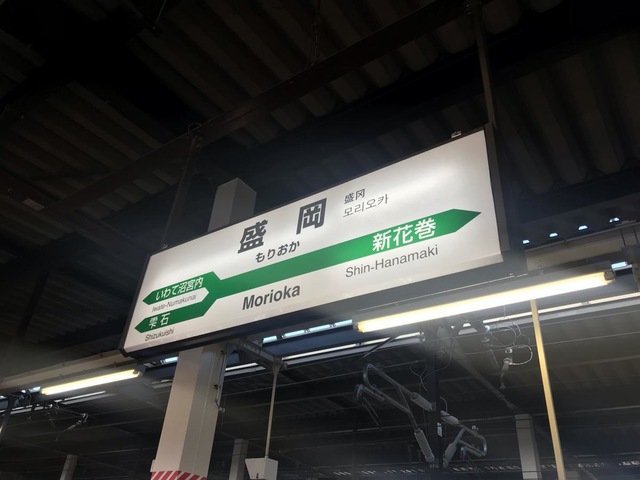 盛岡
盛冈
모리오카
もりおか
Morioka
いわて沼宮内
Iwate-Numakunai
雫石
Shizukuishi
新花巻
Shin-Hanamaki